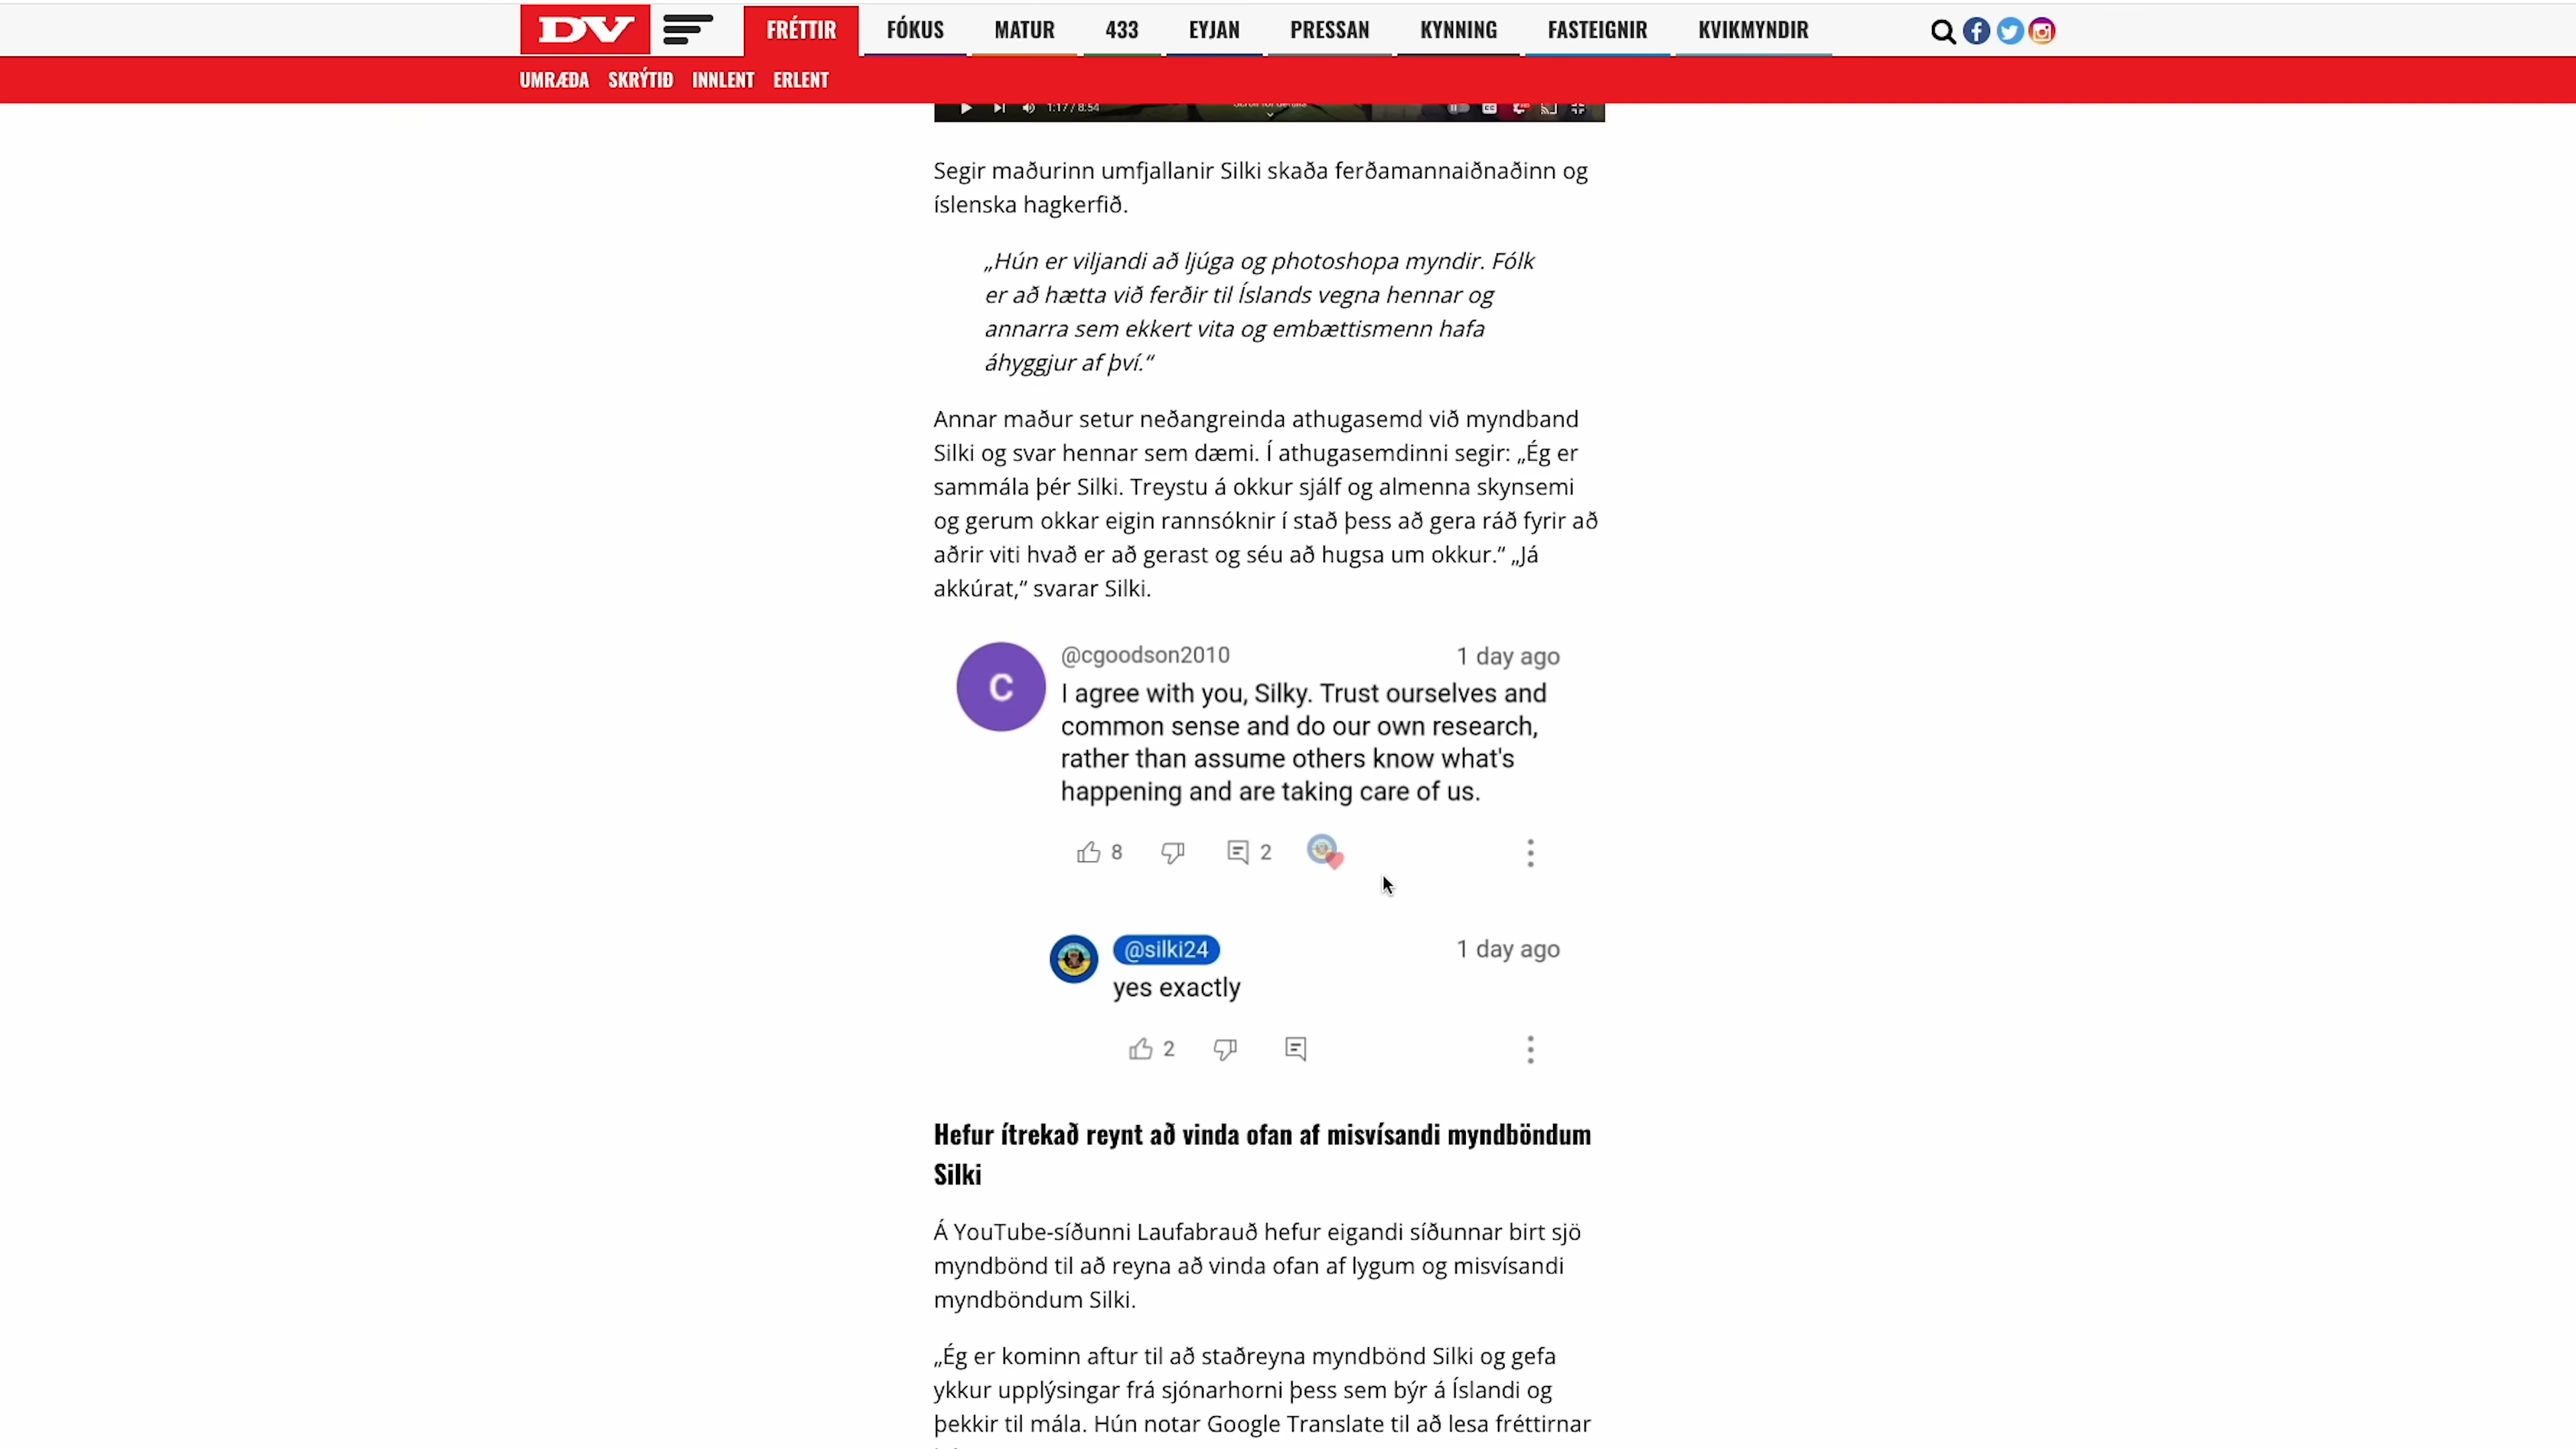 DV FRÉTTIR FÓKUS MATUR 433 EYJAN PRESSAN KYNNING FASTEIGNIR KVIKMYNDIR
UMRÆÐA SKRÝTIÐ INNLENT ERLENT
1:17 / 8:54
Segir maðurinn umfjallanir Silki skaða ferðamannaiðnaðinn og
íslenska hagkerfið.
„Hún er viljandi að ljúga og photoshopa myndir. Fólk
er að hætta við ferðir til Íslands vegna hennar og
annarra sem ekkert vita og embættismenn hafa
áhyggjur af því.“
Annar maður setur neðangreinda athugasemd við myndband
Silki og svar hennar sem dæmi. Í athugasemdinni segir: „Ég er
sammála þér Silki. Treystu á okkur sjálf og almenna skynsemi
og gerum okkar eigin rannsóknir í stað þess að gera ráð fyrir að
aðrir viti hvað er að gerast og séu að hugsa um okkur.“ „Já
akkúrat,“ svarar Silki.
C
@cgoodson2010 1 day ago
I agree with you, Silky. Trust ourselves and
common sense and do our own research,
rather than assume others know what's
happening and are taking care of us.
8 2
@silki24 1 day ago
yes exactly
2
Hefur ítrekað reynt að vinda ofan af misvísandi myndböndum
Silki
Á YouTube-síðunni Laufabrauð hefur eigandi síðunnar birt sjö
myndbönd til að reyna að vinda ofan af lygum og misvísandi
myndböndum Silki.
„Ég er kominn aftur til að staðreyna myndbönd Silki og gefa
ykkur upplýsingar frá sjónarhorni þess sem býr á Íslandi og
þekkir til mála. Hún notar Google Translate til að lesa fréttirnar